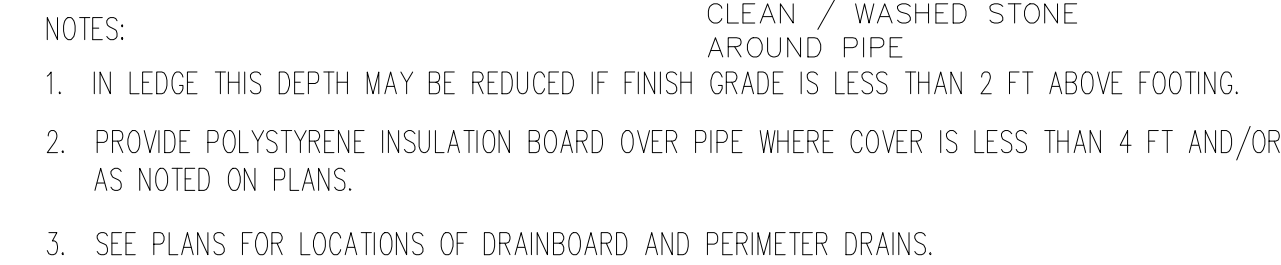 CLEAN / WASHED STONE
AROUND PIPE
NOTES:
1. IN LEDGE THIS DEPTH MAY BE REDUCED IF FINISH GRADE IS LESS THAN 2 FT ABOVE FOOTING.
2. PROVIDE POLYSTYRENE INSULATION BOARD OVER PIPE WHERE COVER IS LESS THAN 4 FT AND/OR
AS NOTED ON PLANS.
3. SEE PLANS FOR LOCATIONS OF DRAINBOARD AND PERIMETER DRAINS.